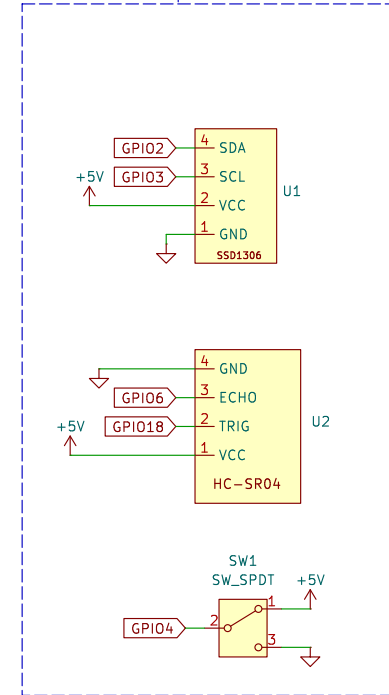 GPIO2 4 SDA
GPIO3 3 SCL
+5V
U1
2 VCC
1 GND
SSD1306
4 GND
GPIO6 3 ECHO
U2
GPIO18 2 TRIG
+5V
1 VCC
HC-SR04
SW1
SW_SPDT +5V
1
GPIO4 2
3